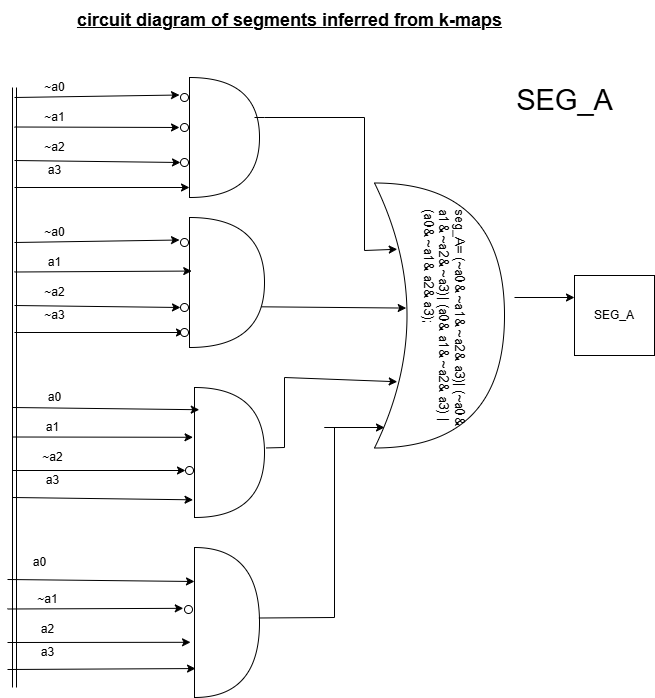 circuit diagram of segments inferred from k-maps
SEG_A
~a0
~a1
~a2
a3
~a0
a1
~a2
~a3
a0
a1
~a2
a3
a0
~a1
a2
a3
seg_A= (~a0& ~a1& ~a2& a3)| (~a0&
a1& ~a2& ~a3)| (a0& a1& ~a2& a3) |
(a0& ~a1& a2& a3);
SEG_A